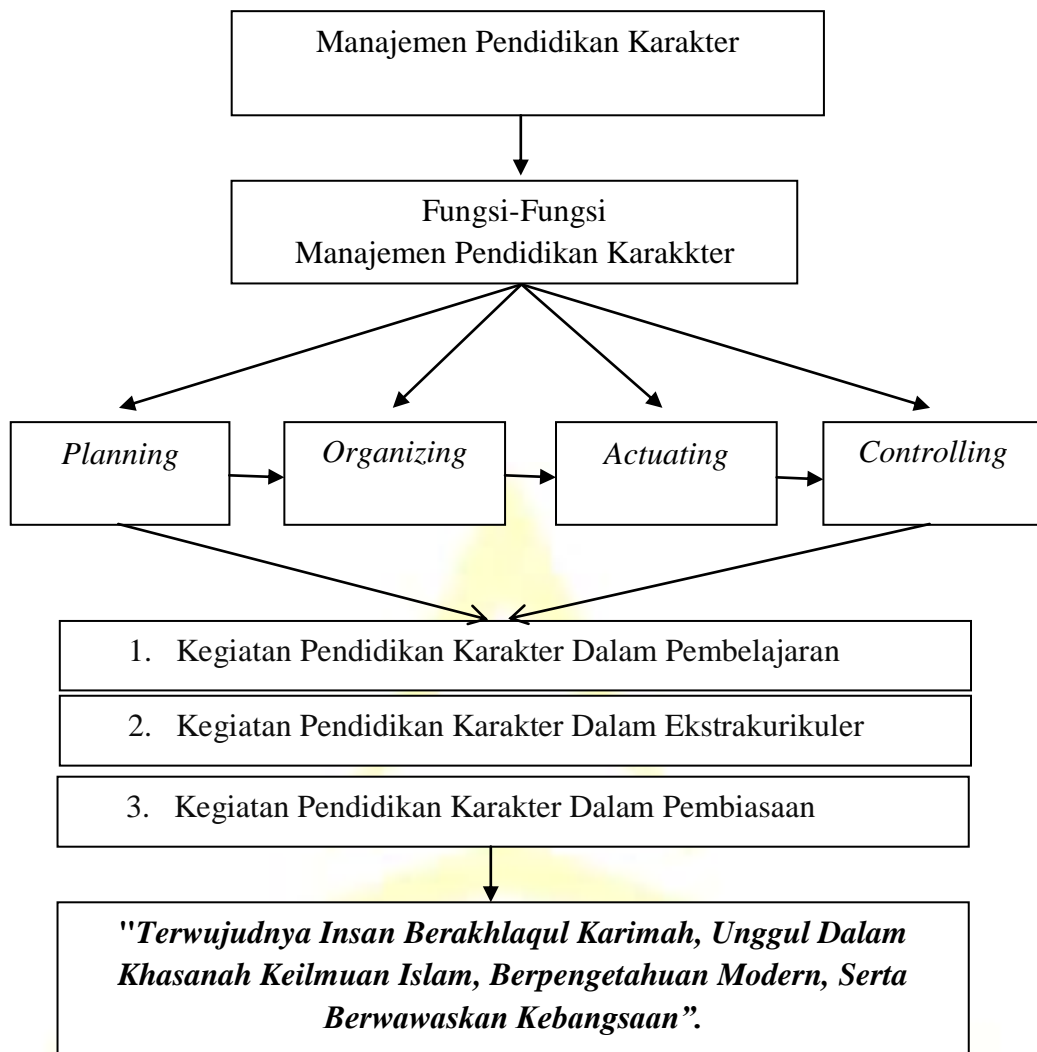 Manajemen Pendidikan Karakter
Fungsi-Fungsi
Manajemen Pendidikan Karakkter
Planning
Organizing
Actuating
Controlling
1. Kegiatan Pendidikan Karakter Dalam Pembelajaran
2. Kegiatan Pendidikan Karakter Dalam Ekstrakurikuler
3. Kegiatan Pendidikan Karakter Dalam Pembiasaan
"Terwujudnya Insan Berakhlaqul Karimah, Unggul Dalam
Khasanah Keilmuan Islam, Berpengetahuan Modern, Serta
Berwawaskan Kebangsaan”.